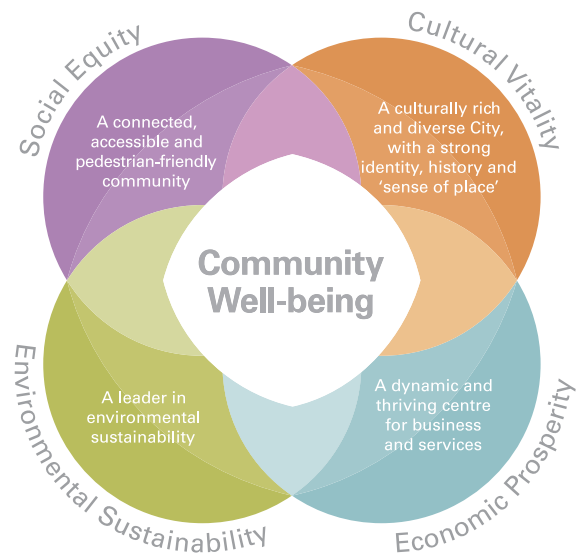 Social Equity
Cultural Vitality
A connected,
accessible and
pedestrian-friendly
community
A culturally rich
and diverse City,
with a strong
identity, history and
‘sense of place’
Community
Well-being
A leader in
environmental
sustainability
A dynamic and
thriving centre
for business
and services
Environmental Sustainability
Economic Prosperity